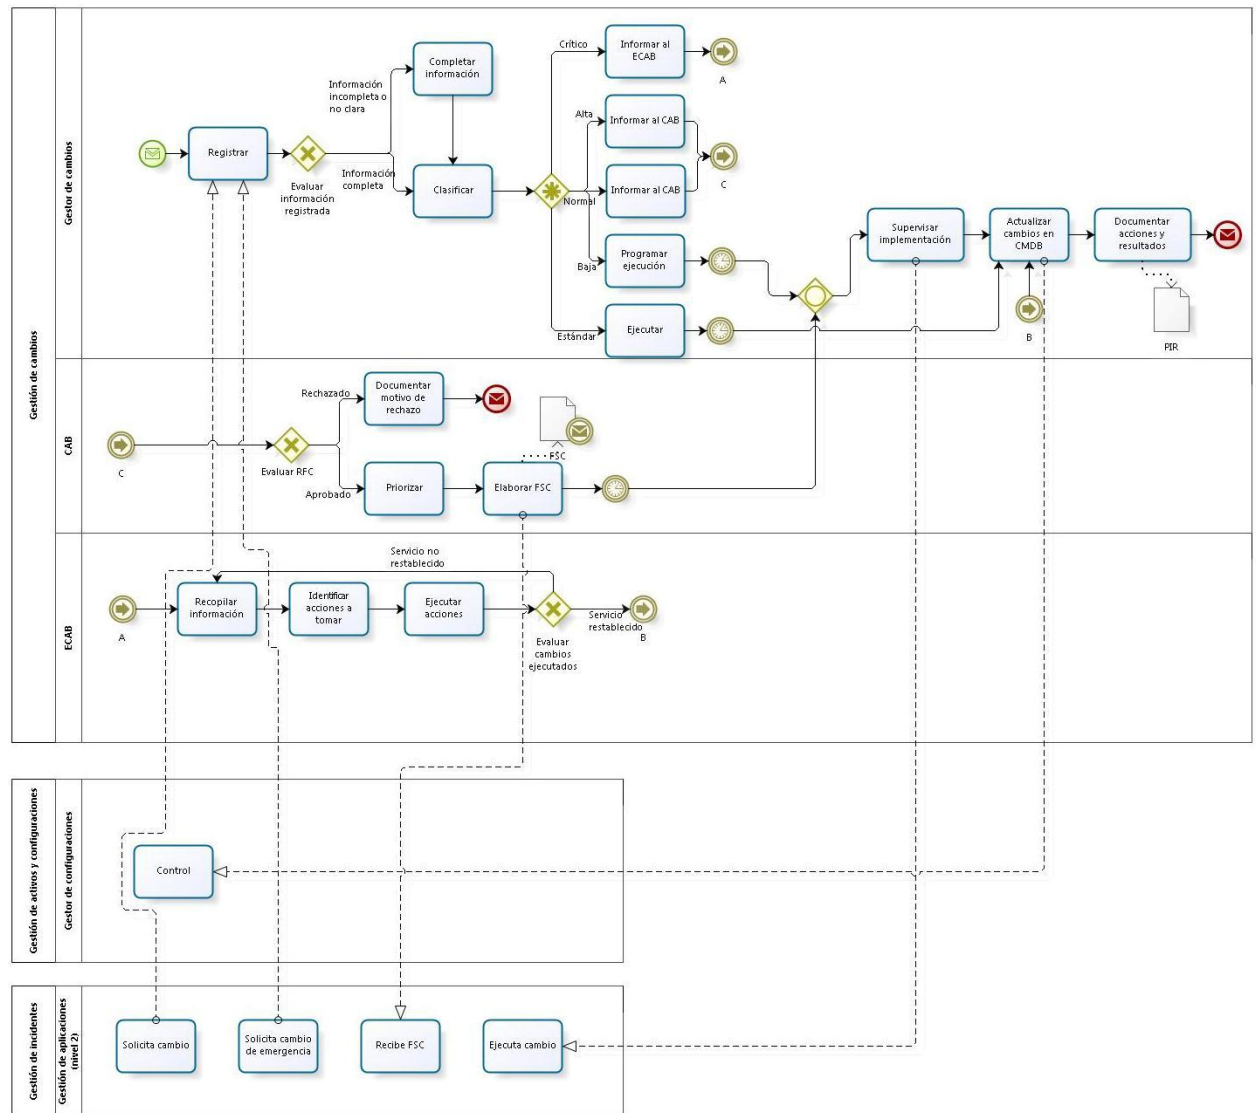 Gestión de cambios
Gestor de cambios
Registrar
Evaluar
información
registrada
Información
incompleta o
no clara
Información
completa
Completar
información
Clasificar
Crítico
Alta
Normal
Baja
Estándar
Informar al
ECAB
A
Informar al CAB
Informar al CAB
C
Programar
ejecución
Ejecutar
Supervisar
implementación
Actualizar
cambios en
CMDB
B
Documentar
acciones y
resultados
PIR
CAB
C
Evaluar RFC
Rechazado
Documentar
motivo de
rechazo
Aprobado
Priorizar
Elaborar FSC
FSC
ECAB
A
Servicio no
restablecido
Recopilar
información
Identificar
acciones a
tomar
Ejecutar
acciones
Evaluar
cambios
ejecutados
Servicio
restablecido
B
Gestión de activos y configuraciones
Gestor de configuraciones
Control
Gestión de incidentes
Gestión de aplicaciones
(nivel 2)
Solicita cambio
Solicita cambio
de emergencia
Recibe FSC
Ejecuta cambio